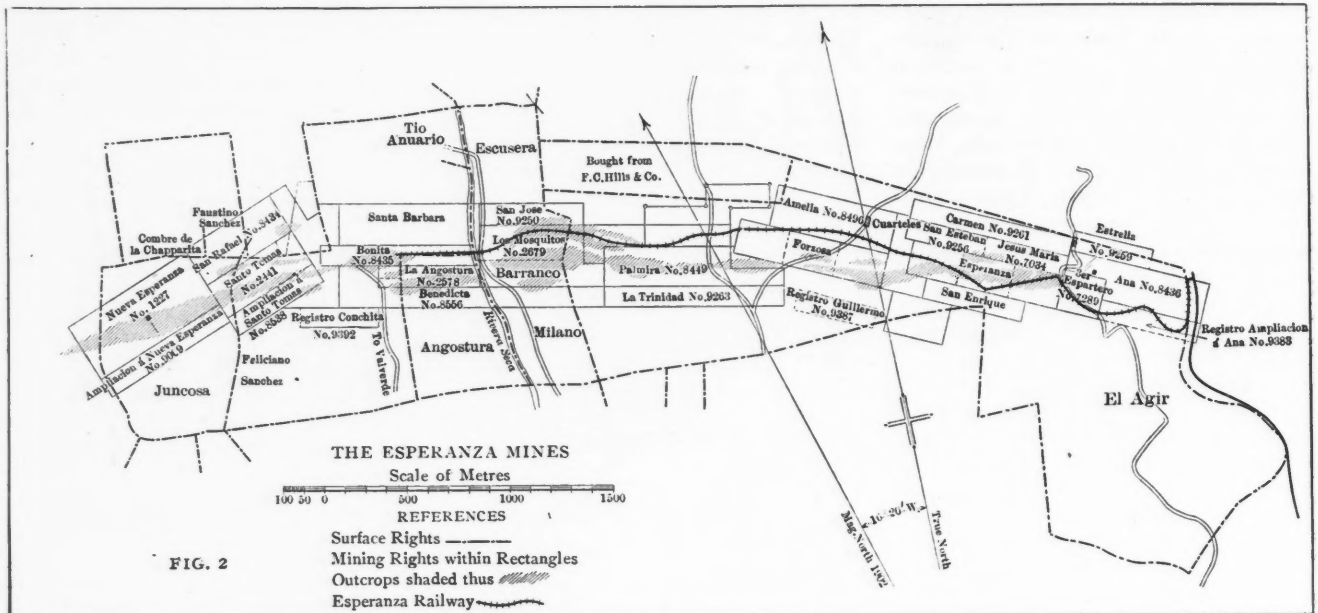 Tio
Anuario
Escusera
Bought from
F.C.Hills & Co.
Faustino
Sanchez
San Rafael No.8434
Combre de
la Chapparita
Santa Barbara
San Jose
No.9250
Amella No.8496
Cuarteles
Carmen No.9261
San Esteban
No.9256
Jesus Maria
No.7034
Estrella
No.9259
Nueva Esperanza
No. 1227
Santo Tomas
No.2241
Bonita
No.8435
Los Mosquitos
No.2679
Barranco
Forzosa
Esperanza
Ser'a
Espartero
No.7289
Ana No.8436
Ampliacion á
Santo Tomas
No.8538
La Angostura
No.2578
Palmira No.8449
Benedicta
No.8556
La Trinidad No.9263
San Enrique
Ampliacion á Nueva Esperanza
No.9009
Registro Conchita
No.9392
Registro Guillermo
No.9387
Registro Ampliacion
á Ana No.9383
Juncosa
Feliciano
Sanchez
To Valverde
Angostura
Rivera Seca
Milano
El Agir
THE ESPERANZA MINES
Scale of Metres
100 50 0 500 1000 1500
REFERENCES
Surface Rights
Mining Rights within Rectangles
Outcrops shaded thus
Esperanza Railway
FIG. 2
Mag. North 1902
16°20'W.
True North